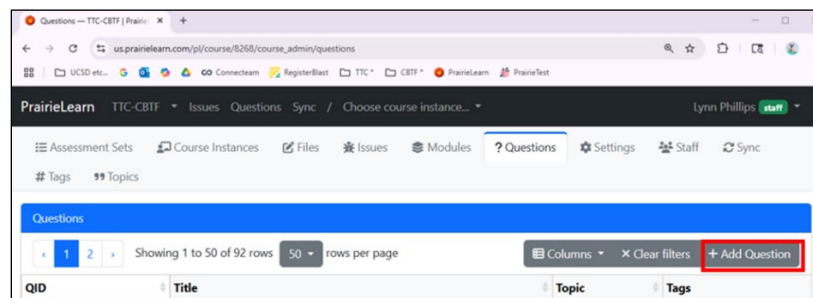 Questions — TTC-CBTF | Prairie
us.prairielearn.com/pl/course/8268/course_admin/questions
UCSD etc.. Connecteam RegisterBlast TTC * CBTF * PrairieLearn PrairieTest
PrairieLearn TTC-CBTF Issues Questions Sync / Choose course instance... Lynn Phillips staff
Assessment Sets Course Instances Files Issues Modules ? Questions Settings Staff Sync
# Tags Topics
Questions
‹ 1 2 › Showing 1 to 50 of 92 rows 50 rows per page Columns Clear filters + Add Question
QID Title Topic Tags